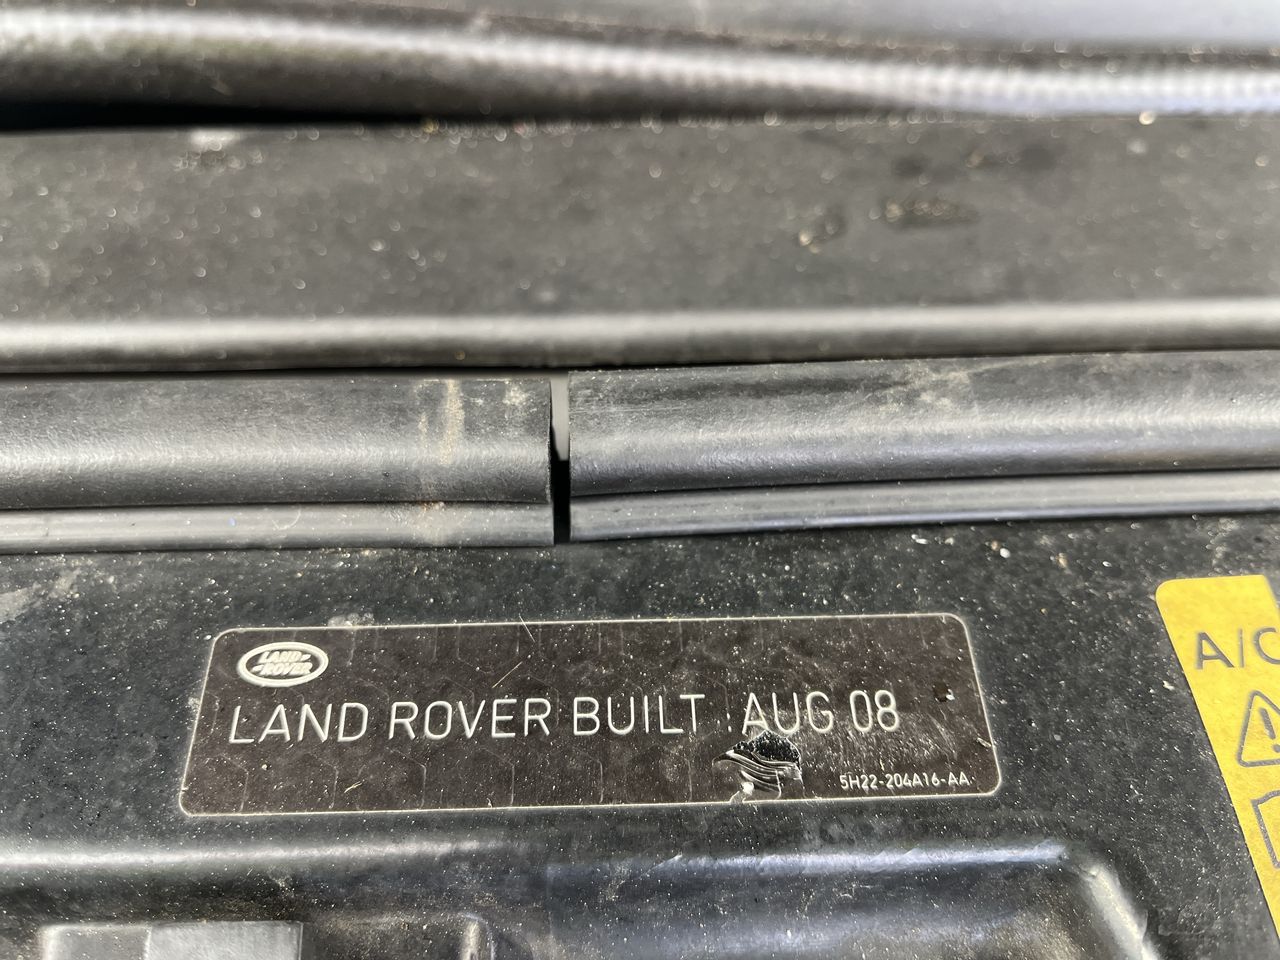 LAND
ROVER
LAND ROVER BUILT AUG 08
5H22-204A16-AA
A/C